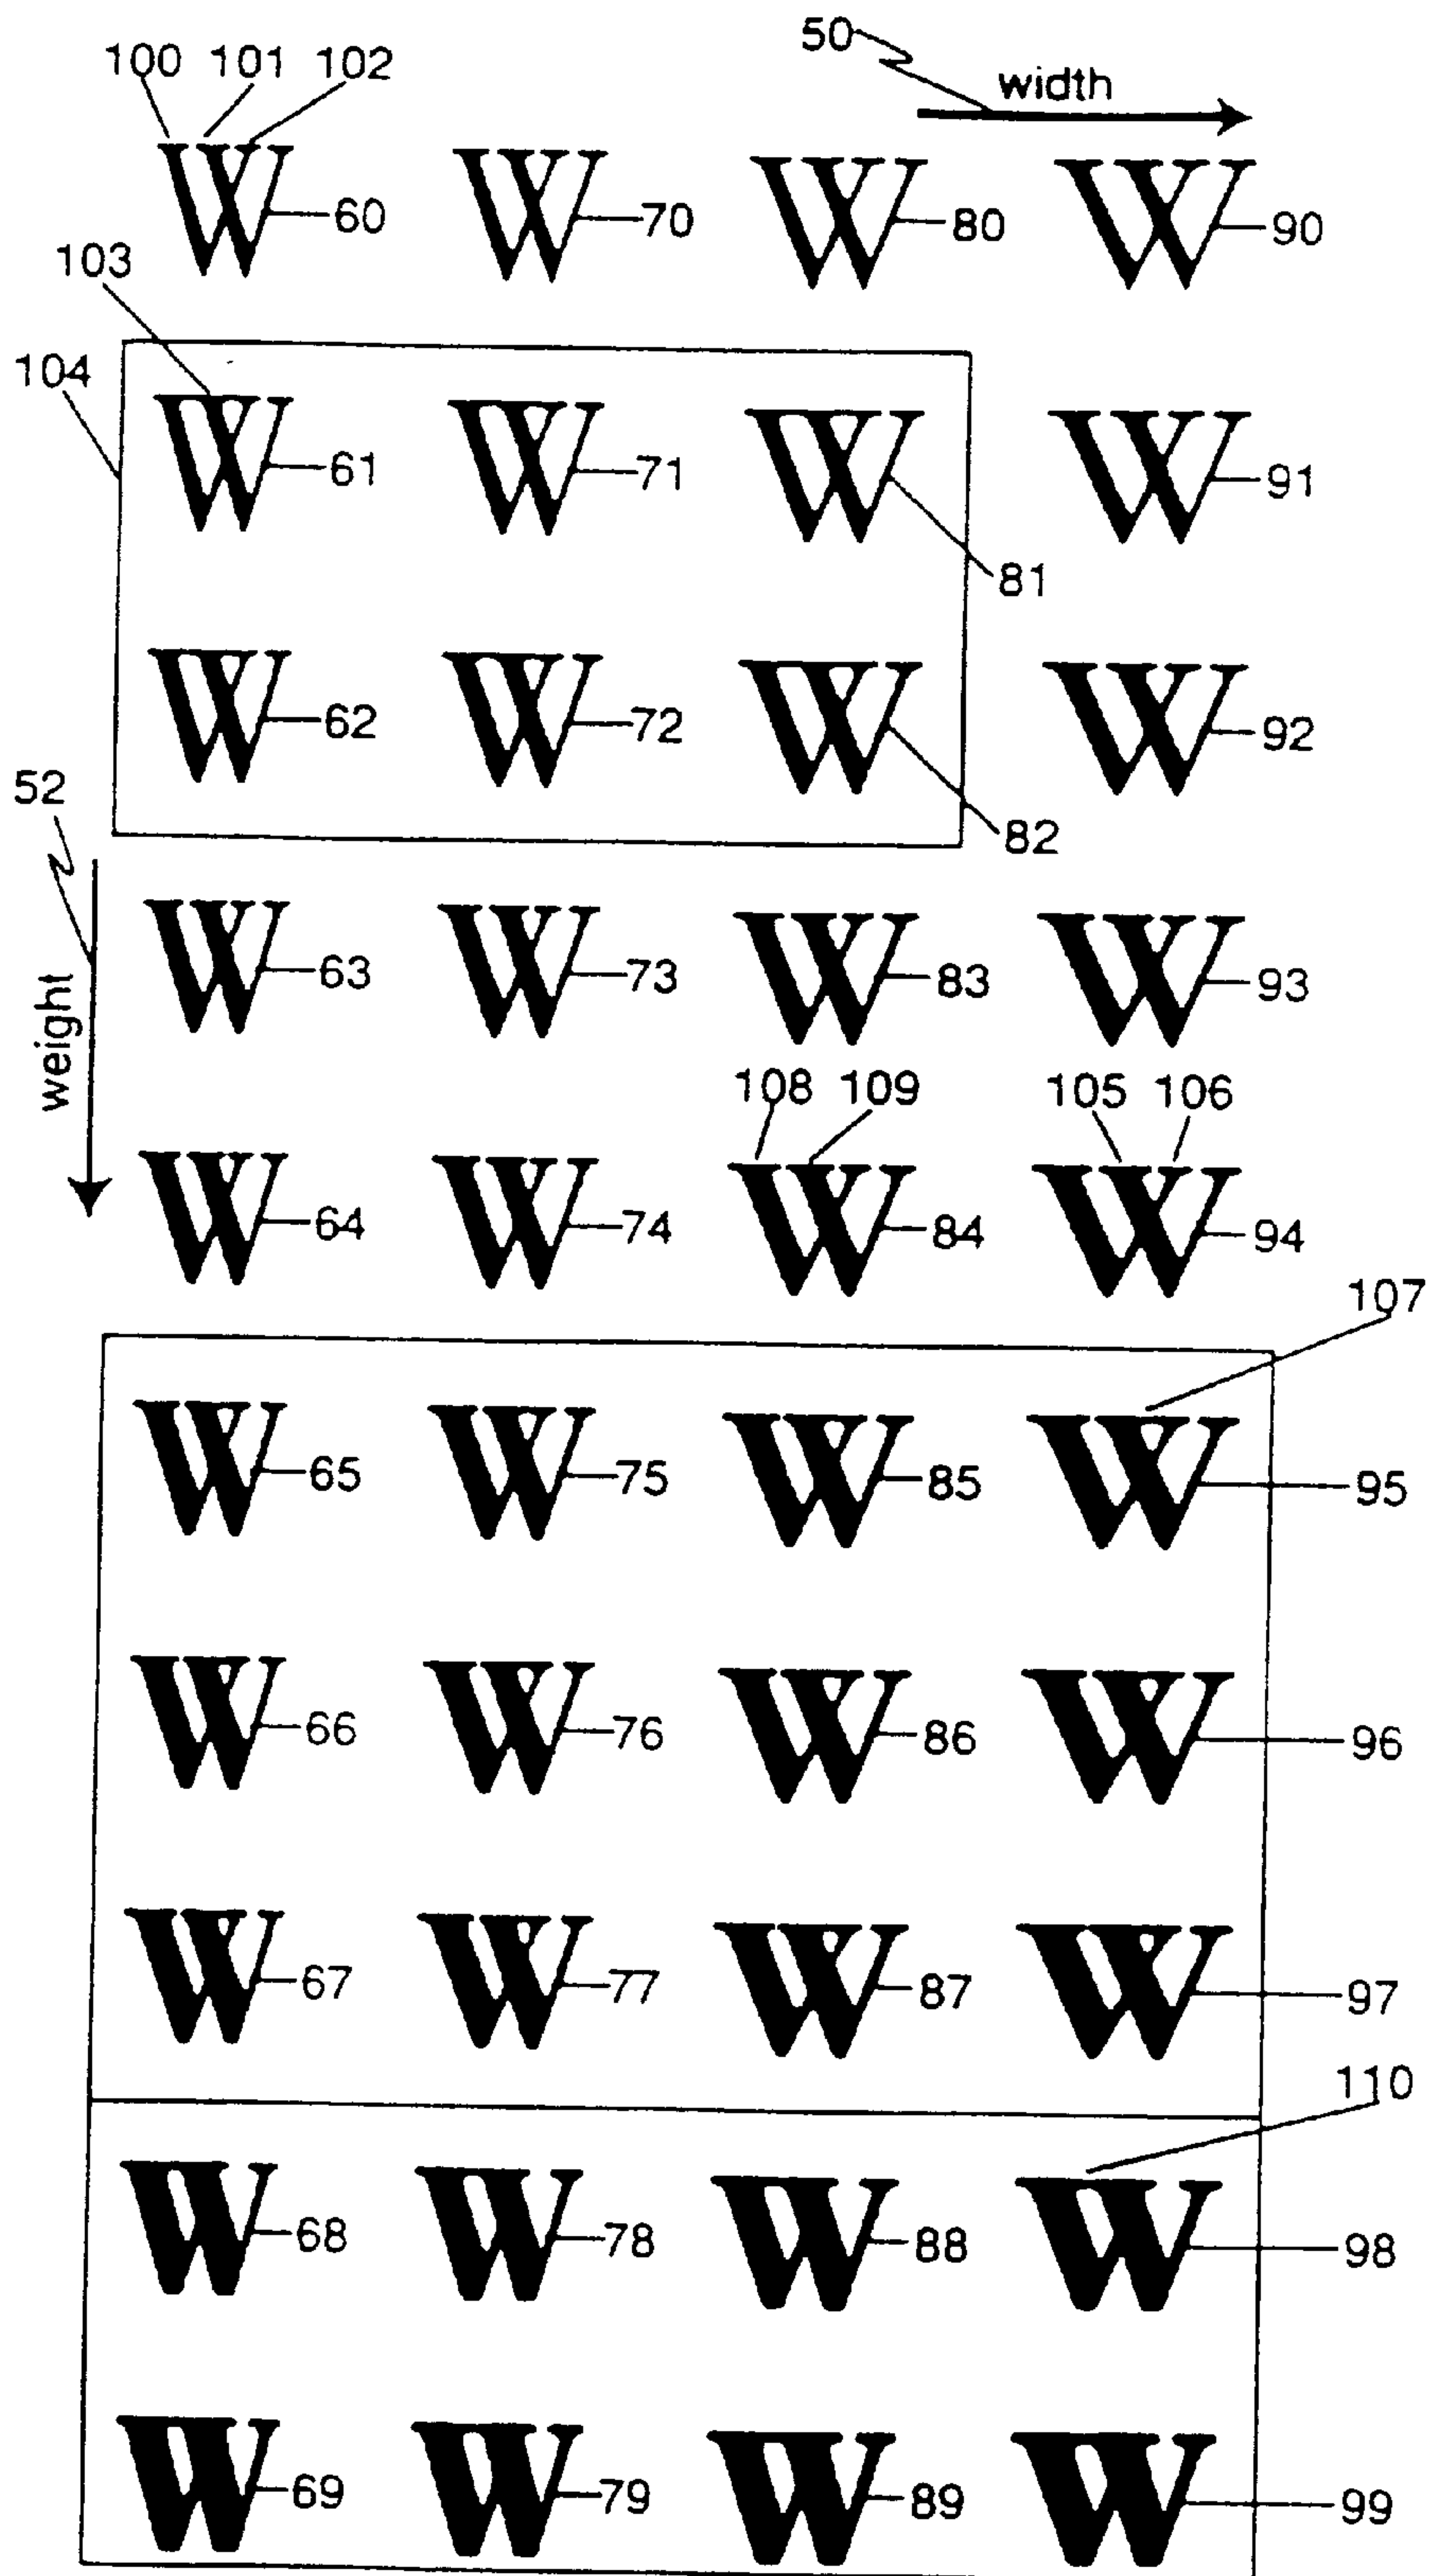 50
100 101 102
width
W 60 W 70 W 80 W 90
103
104
W 61 W 71 W W 91
81
W 62 W 72 W W 92
52
82
weight
W 63 W 73 W 83 W 93
108 109 105 106
W 64 W 74 W 84 W 94
107
W 65 W 75 W 85 W 95
W 66 W 76 W 86 W 96
W 67 W 77 W 87 W 97
110
W 68 W 78 W 88 W 98
W 69 W 79 W 89 W 99